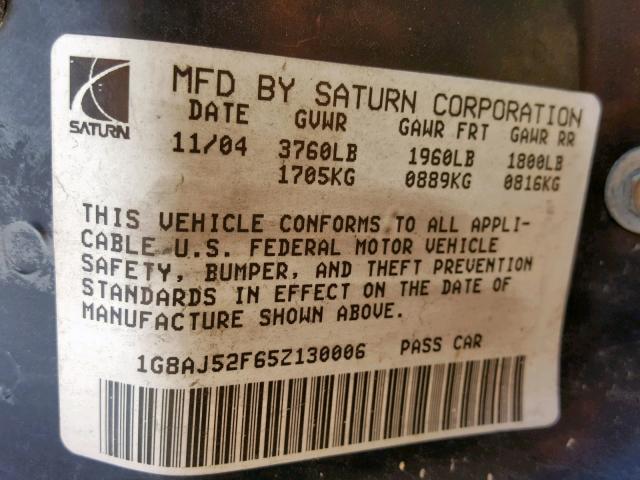 SATURN
MFD BY SATURN CORPORATION
DATE GVWR GAWR FRT GAWR RR
11/04 3760LB 1960LB 1800LB
1705KG 0889KG 0816KG
THIS VEHICLE CONFORMS TO ALL APPLI-
CABLE U.S. FEDERAL MOTOR VEHICLE
SAFETY, BUMPER, AND THEFT PREVENTION
STANDARDS IN EFFECT ON THE DATE OF
MANUFACTURE SHOWN ABOVE.
1G8AJ52F65Z130006 PASS CAR